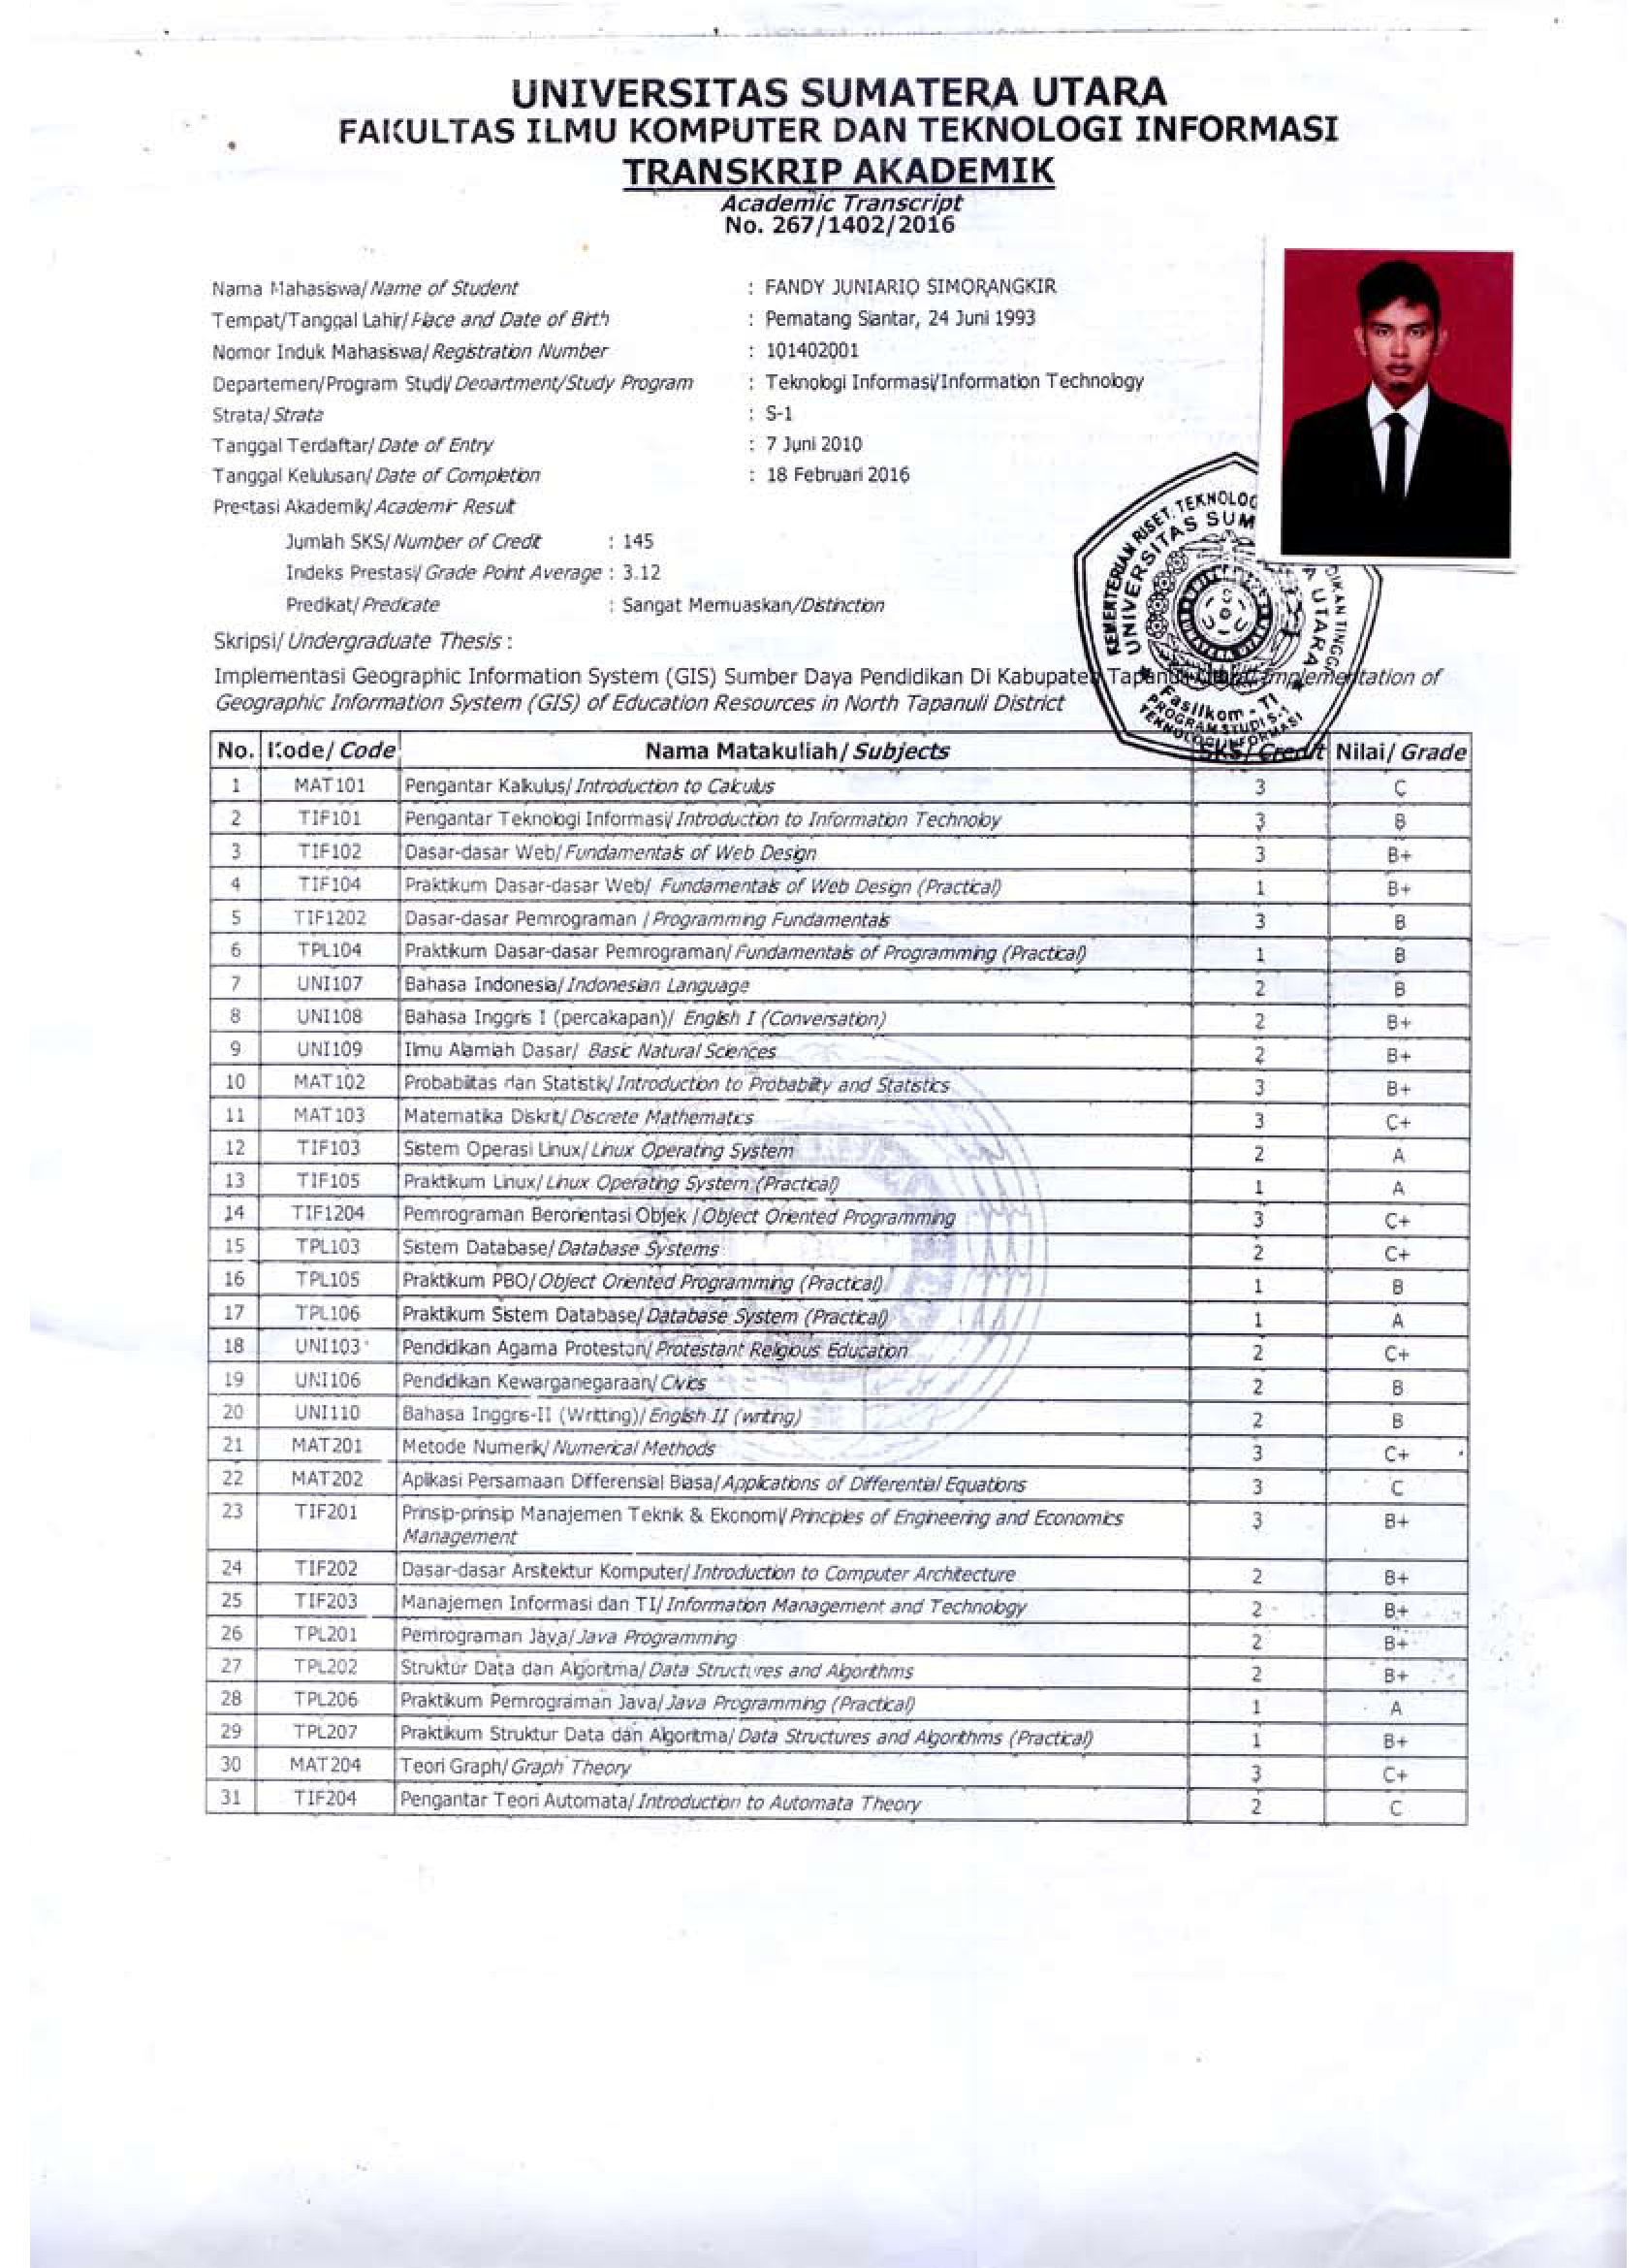 UNIVERSITAS SUMATERA UTARA
FAKULTAS ILMU KOMPUTER DAN TEKNOLOGI INFORMASI
TRANSKRIP AKADEMIK
Academic Transcript
No. 267/1402/2016
Nama Mahasiswa/ Name of Student : FANDY JUNIARIO SIMORANGKIR
Tempat/Tanggal Lahir/ Place and Date of Birth : Pematang Siantar, 24 Juni 1993
Nomor Induk Mahasiswa/ Registration Number : 101402001
Departemen/Program Studi/ Department/Study Program : Teknologi Informasi/Information Technology
Strata/ Strata : S-1
Tanggal Terdaftar/ Date of Entry : 7 Juni 2010
Tanggal Kelulusan/ Date of Completion : 18 Februari 2016
Prestasi Akademik/ Academic Result
Jumlah SKS/ Number of Credit : 145
Indeks Prestasi/ Grade Point Average : 3.12
Predikat/ Predicate : Sangat Memuaskan/Distinction
KEMENTERIAN RISET, TEKNOLOG
DIKAN TINGGI
UNIVERSITAS SUM
A UTARA
Fasilkom - TI
PROGRAM STUDI S-1
TEKNOLOGI INFORMASI
Skripsi/ Undergraduate Thesis :
Implementasi Geographic Information System (GIS) Sumber Daya Pendidikan Di Kabupaten Tapanuli Utara/ Implementation of
Geographic Information System (GIS) of Education Resources in North Tapanuli District
No. Kode/ Code Nama Matakuliah/ Subjects SKS/ Credit Nilai/ Grade
1 MAT101 Pengantar Kalkulus/ Introduction to Calculus 3 C
2 TIF101 Pengantar Teknologi Informasi/ Introduction to Information Technoby 3 B
3 TIF102 Dasar-dasar Web/ Fundamentals of Web Design 3 B+
4 TIF104 Praktikum Dasar-dasar Web/ Fundamentals of Web Design (Practical) 1 B+
5 TIF1202 Dasar-dasar Pemrograman / Programming Fundamentals 3 B
6 TPL104 Praktikum Dasar-dasar Pemrograman/ Fundamentals of Programming (Practical) 1 B
7 UNI107 Bahasa Indonesia/ Indonesian Language 2 B
8 UNI108 Bahasa Inggris I (percakapan)/ English I (Conversation) 2 B+
9 UNI109 Ilmu Alamiah Dasar/ Basic Natural Sciences 2 B+
10 MAT102 Probabilitas dan Statistik/ Introduction to Probability and Statistics 3 B+
11 MAT103 Matematika Diskrit/ Discrete Mathematics 3 C+
12 TIF103 Sistem Operasi Linux/ Linux Operating System 2 A
13 TIF105 Praktikum Linux/ Linux Operating System (Practical) 1 A
14 TIF1204 Pemrograman Berorientasi Objek / Object Oriented Programming 3 C+
15 TPL103 Sistem Database/ Database Systems 2 C+
16 TPL105 Praktikum PBO/ Object Oriented Programming (Practical) 1 B
17 TPL106 Praktikum Sistem Database/ Database System (Practical) 1 A
18 UNI103 Pendidikan Agama Protestan/ Protestant Religious Education 2 C+
19 UNI106 Pendidikan Kewarganegaraan/ Civics 2 B
20 UNI110 Bahasa Inggris-II (Writting)/ English II (writing) 2 B
21 MAT201 Metode Numerik/ Numerical Methods 3 C+
22 MAT202 Aplikasi Persamaan Differensial Biasa/ Applications of Differential Equations 3 C
23 TIF201 Prinsip-prinsip Manajemen Teknik & Ekonomi/ Principles of Engineering and Economics 3 B+
Management
24 TIF202 Dasar-dasar Arsitektur Komputer/ Introduction to Computer Architecture 2 B+
25 TIF203 Manajemen Informasi dan TI/ Information Management and Technology 2 B+
26 TPL201 Pemrograman Java/ Java Programming 2 B+
27 TPL202 Struktur Data dan Algoritma/ Data Structures and Algorithms 2 B+
28 TPL206 Praktikum Pemrograman Java/ Java Programming (Practical) 1 A
29 TPL207 Praktikum Struktur Data dan Algoritma/ Data Structures and Algorithms (Practical) 1 B+
30 MAT204 Teori Graph/ Graph Theory 3 C+
31 TIF204 Pengantar Teori Automata/ Introduction to Automata Theory 2 C